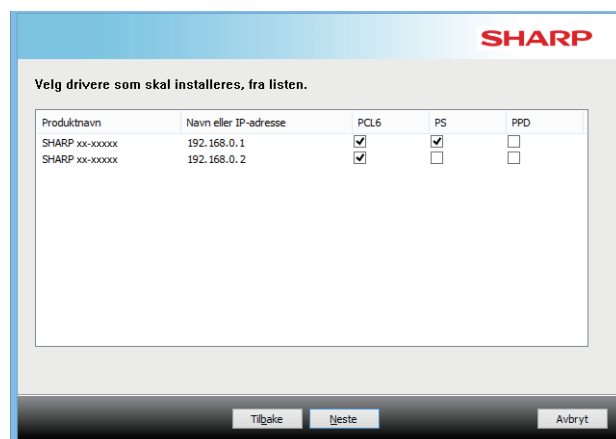 SHARP
Velg drivere som skal installeres, fra listen.
Produktnavn Navn eller IP-adresse PCL6 PS PPD
SHARP xx-xxxxx 192.168.0.1
SHARP xx-xxxxx 192.168.0.2
Tilbake Neste Avbryt